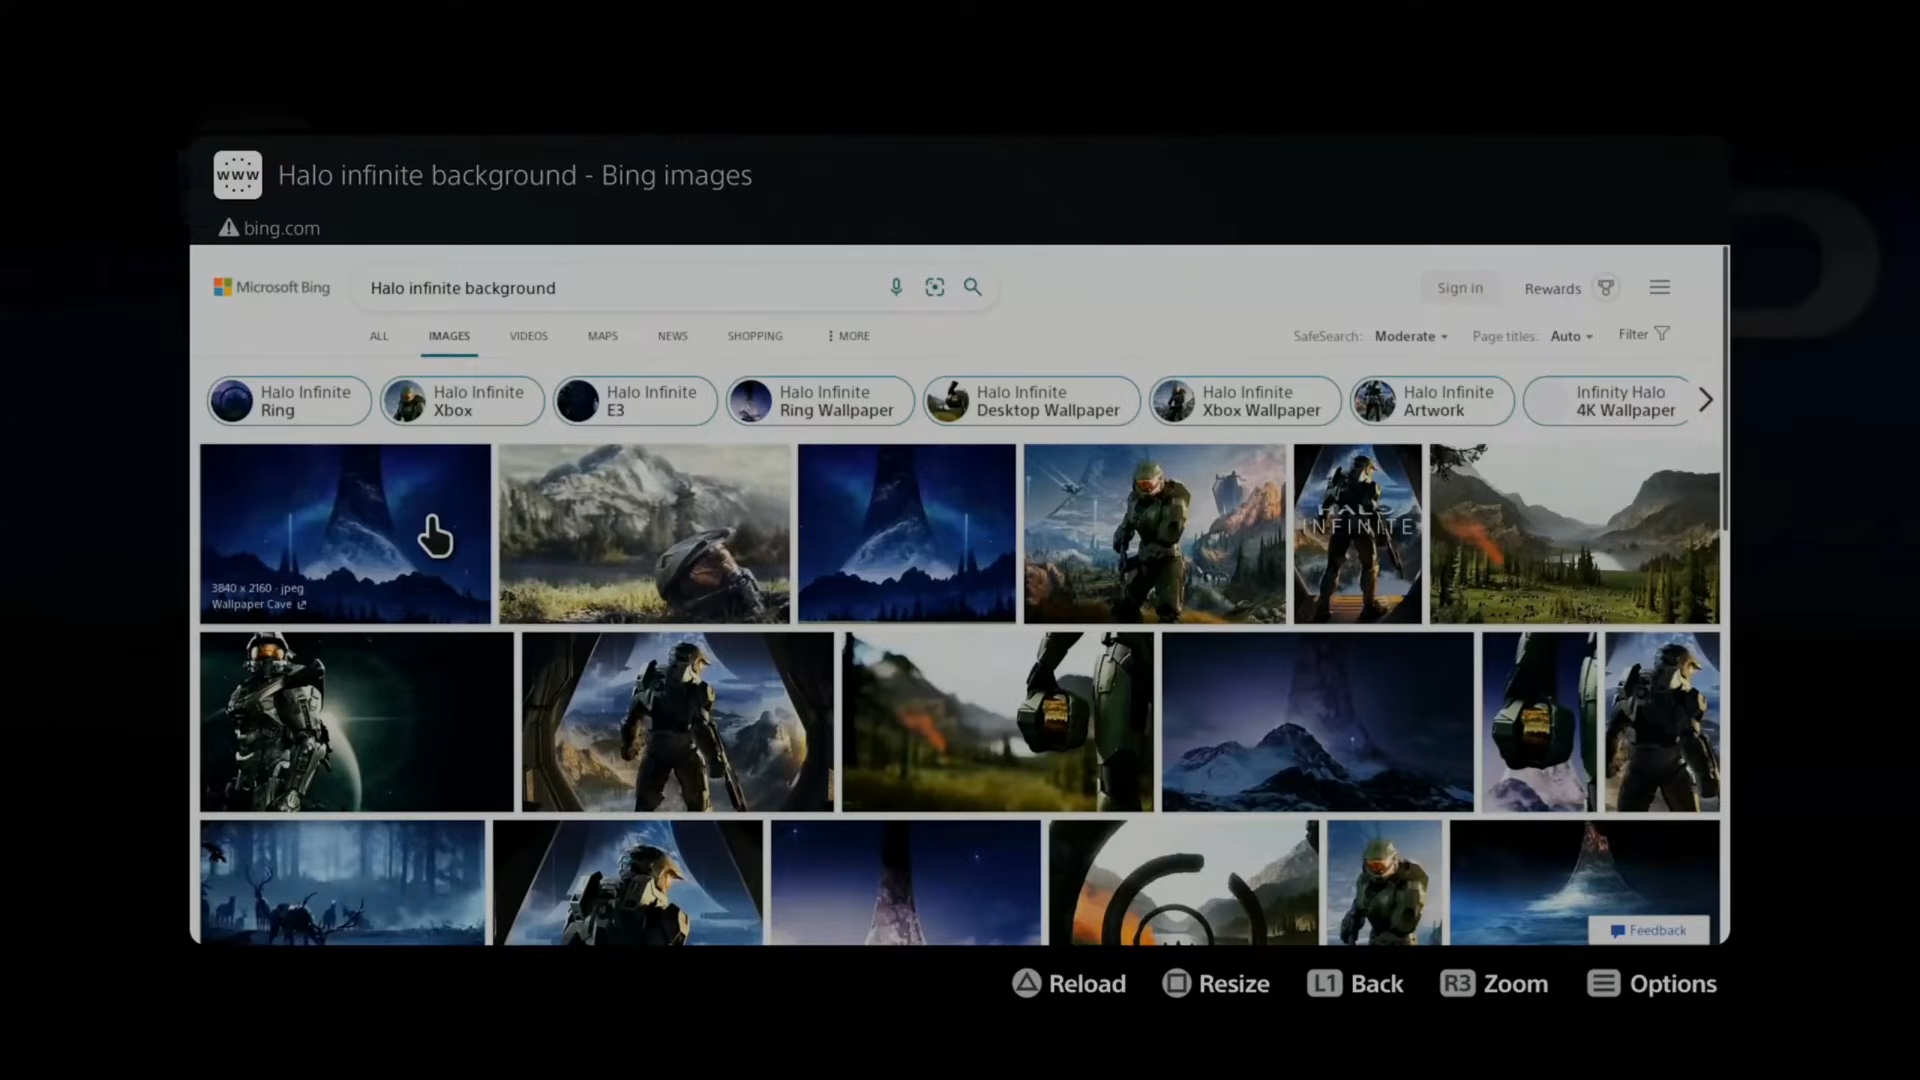 www
Halo infinite background - Bing images
bing.com
Microsoft Bing
Halo infinite background
Sign in
Rewards
ALL
IMAGES
VIDEOS
MAPS
NEWS
SHOPPING
MORE
SafeSearch: Moderate
Page titles: Auto
Filter
Halo Infinite
Ring
Halo Infinite
Xbox
Halo Infinite
E3
Halo Infinite
Ring Wallpaper
Halo Infinite
Desktop Wallpaper
Halo Infinite
Xbox Wallpaper
Halo Infinite
Artwork
Infinity Halo
4K Wallpaper
3840 x 2160 · jpeg
Wallpaper Cave
HALO
INFINITE
Feedback
Reload
Resize
L1 Back
R3 Zoom
Options